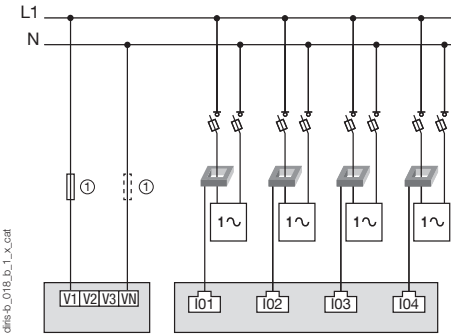 L1
N
① ①
1∿ 1∿ 1∿ 1∿
V1 V2 V3 VN
I01 I02 I03 I04
diris-b_018_b_1_x_cat